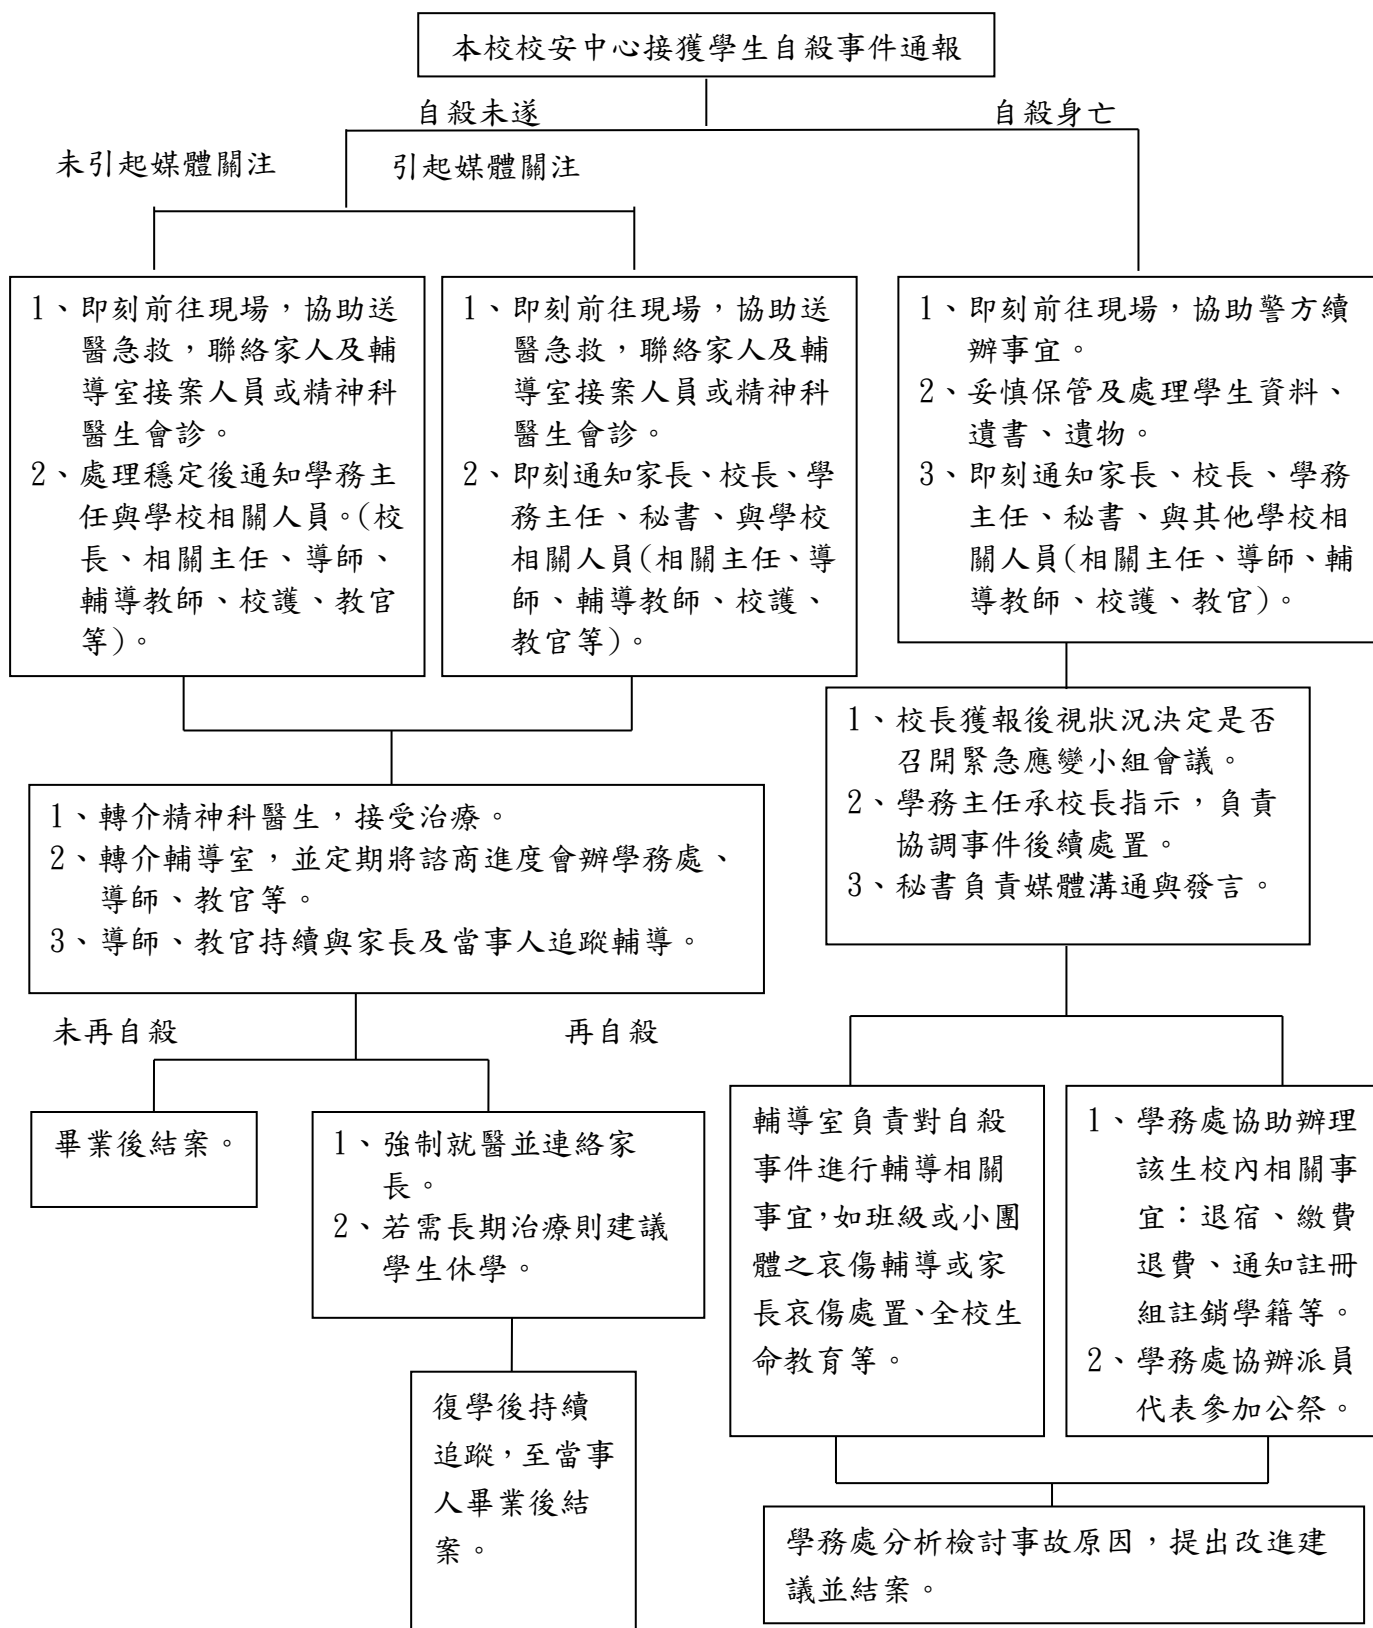 本校校安中心接獲學生自殺事件通報
自殺未遂
自殺身亡
未引起媒體關注
引起媒體關注
1、即刻前往現場，協助送
醫急救，聯絡家人及輔
導室接案人員或精神科
醫生會診。
2、處理穩定後通知學務主
任與學校相關人員。(校
長、相關主任、導師、
輔導教師、校護、教官
等)。
1、即刻前往現場，協助送
醫急救，聯絡家人及輔
導室接案人員或精神科
醫生會診。
2、即刻通知家長、校長、學
務主任、秘書、與學校
相關人員(相關主任、導
師、輔導教師、校護、
教官等)。
1、即刻前往現場，協助警方續
辦事宜。
2、妥慎保管及處理學生資料、
遺書、遺物。
3、即刻通知家長、校長、學務
主任、秘書、與其他學校相
關人員(相關主任、導師、輔
導教師、校護、教官)。
1、校長獲報後視狀況決定是否
召開緊急應變小組會議。
2、學務主任承校長指示，負責
協調事件後續處置。
3、秘書負責媒體溝通與發言。
1、轉介精神科醫生，接受治療。
2、轉介輔導室，並定期將諮商進度會辦學務處、
導師、教官等。
3、導師、教官持續與家長及當事人追蹤輔導。
未再自殺
再自殺
畢業後結案。
1、強制就醫並連絡家
長。
2、若需長期治療則建議
學生休學。
輔導室負責對自殺
事件進行輔導相關
事宜，如班級或小團
體之哀傷輔導或家
長哀傷處置、全校生
命教育等。
1、學務處協助辦理
該生校內相關事
宜：退宿、繳費
退費、通知註冊
組註銷學籍等。
2、學務處協辦派員
代表參加公祭。
復學後持續
追蹤，至當事
人畢業後結
案。
學務處分析檢討事故原因，提出改進建
議並結案。